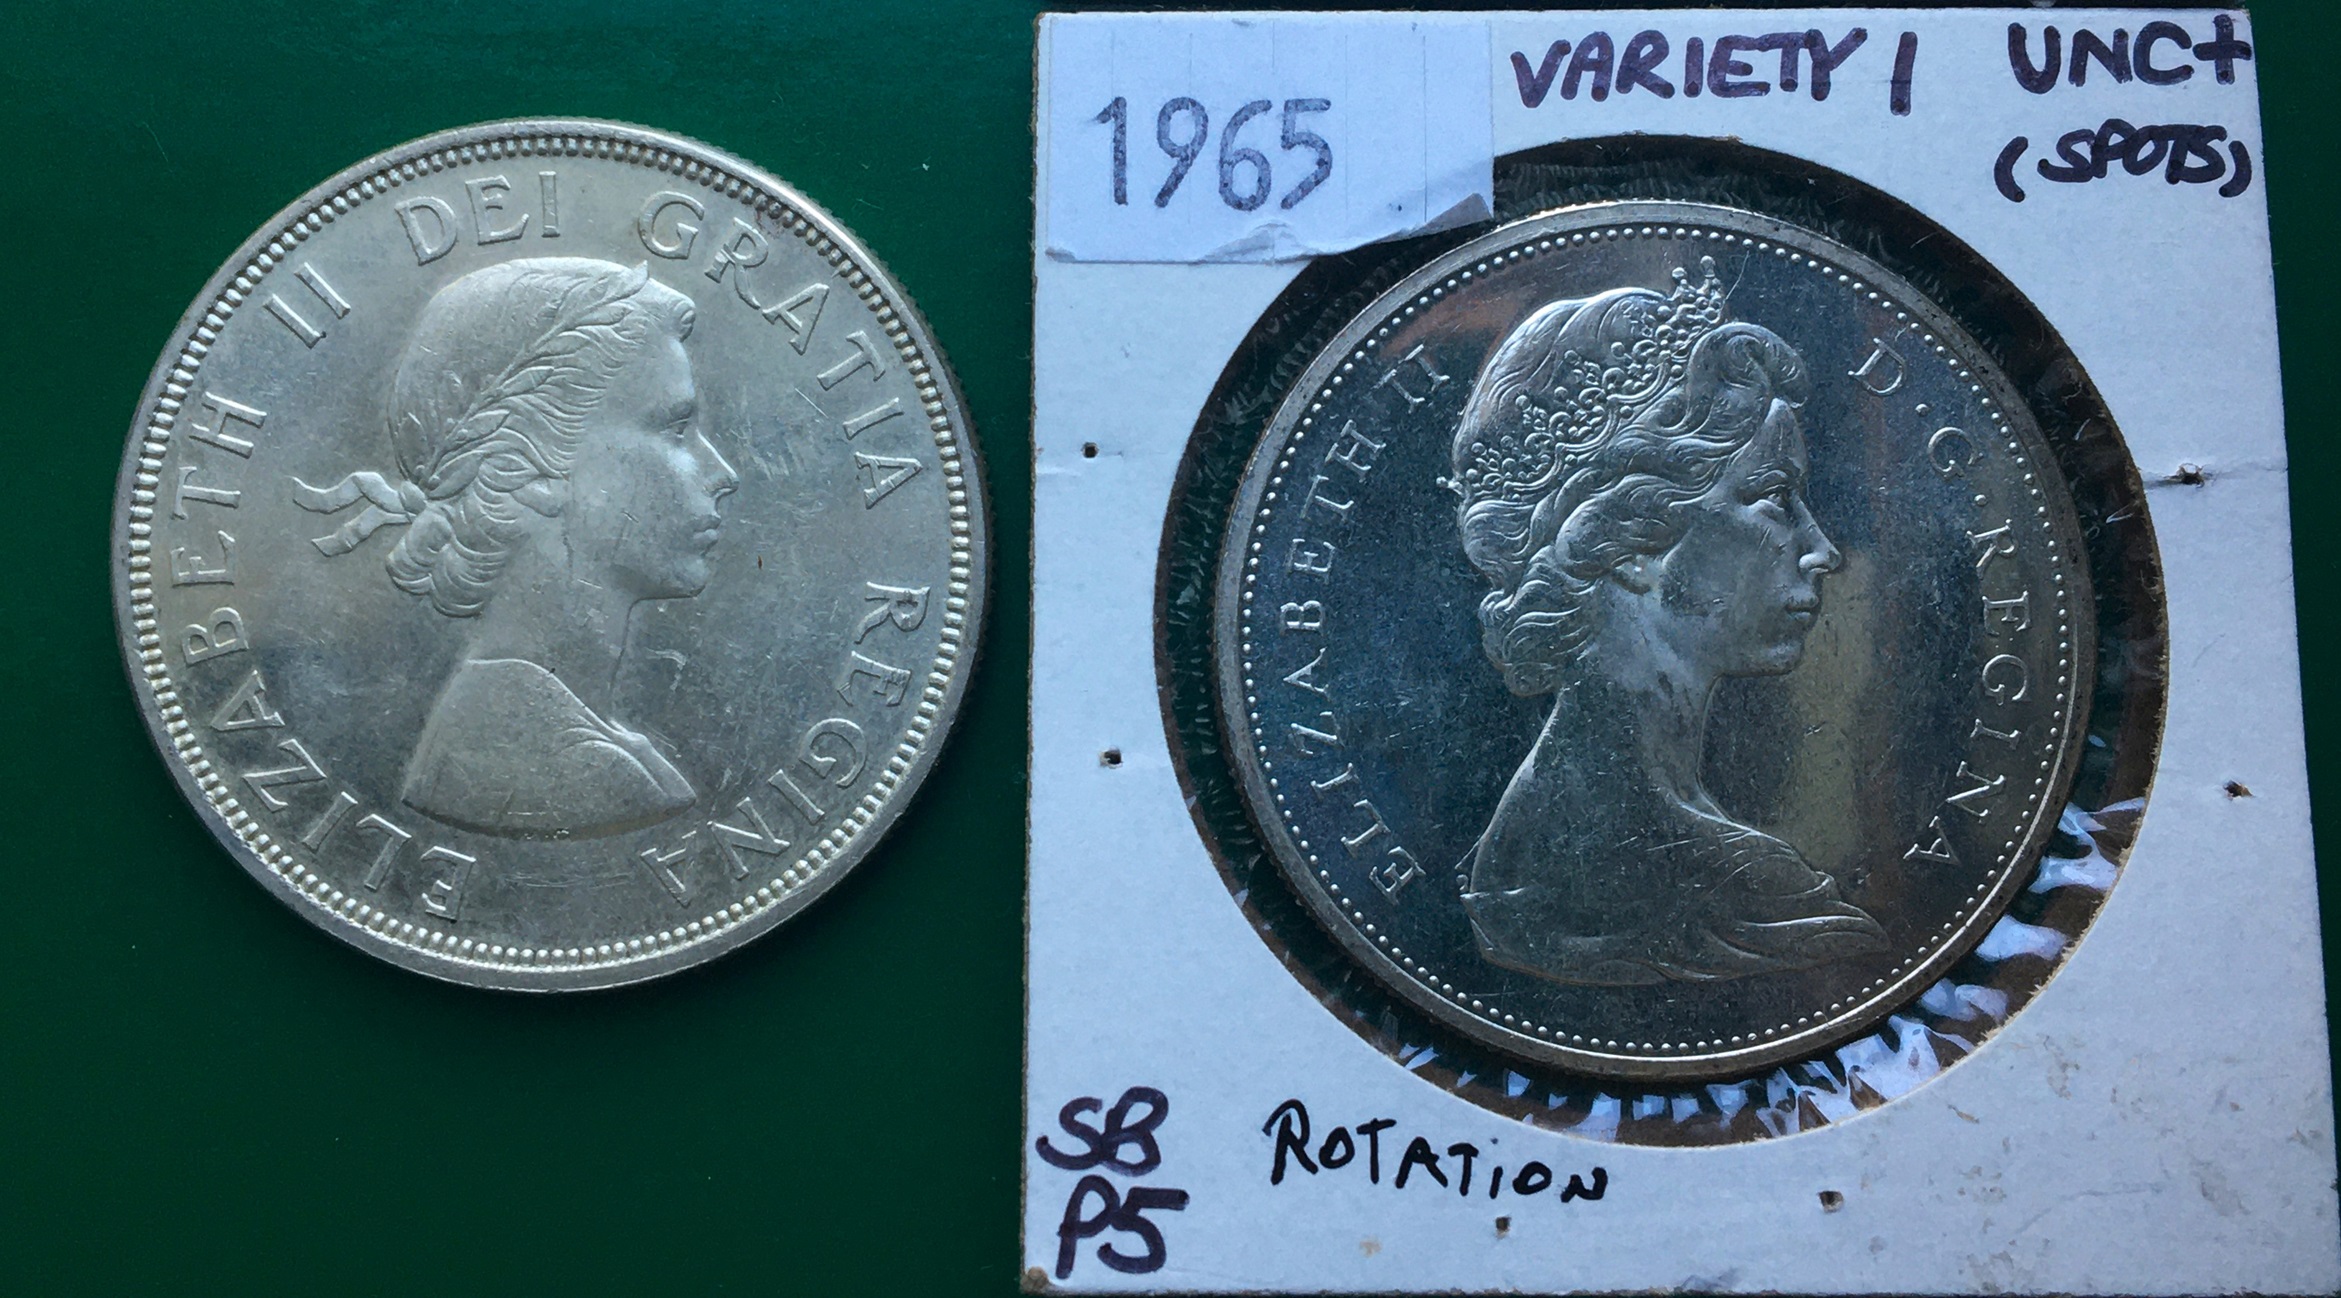 ELIZABETH II DEI GRATIA REGINA
1965
VARIETY 1 UNC+
(SPOTS)
ELIZABETH II D·G·REGINA
SB
P5
ROTATION